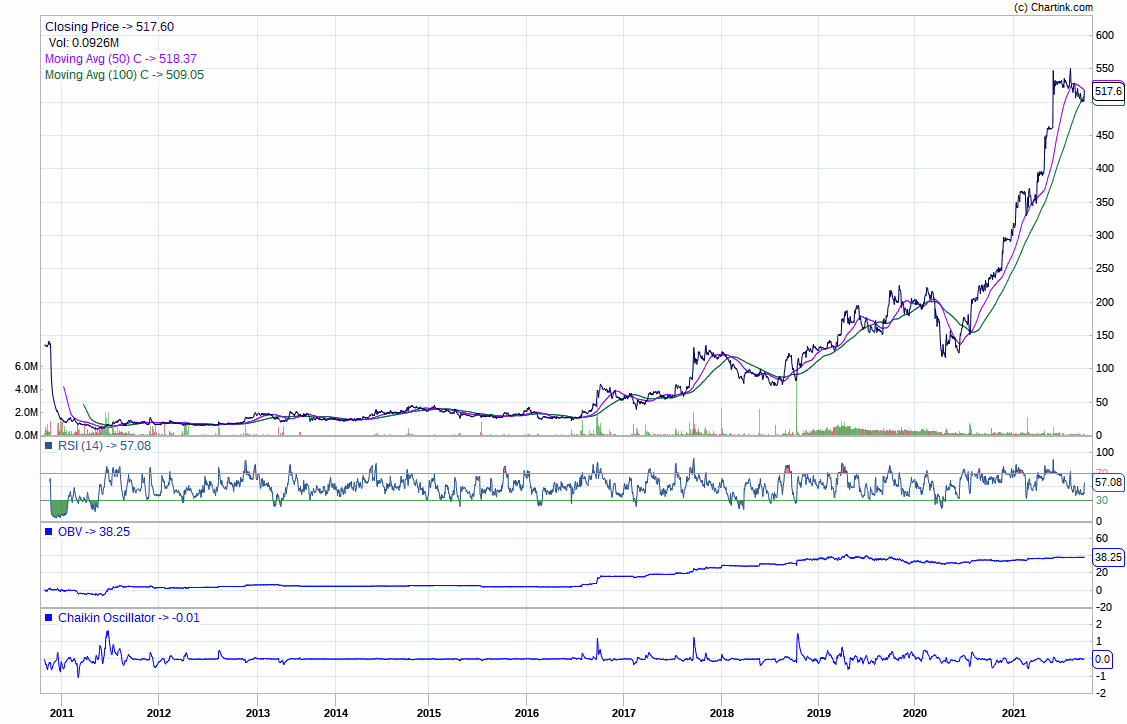 (c) Chartink.com
Closing Price -> 517.60
Vol: 0.0926M
Moving Avg (50) C -> 518.37
Moving Avg (100) C -> 509.05
600
550
517.6
450
400
350
300
250
200
150
100
50
0
6.0M
4.0M
2.0M
0.0M
RSI (14) -> 57.08
100
70
57.08
30
0
OBV -> 38.25
60
38.25
20
0
-20
Chaikin Oscillator -> -0.01
2
1
0.0
-1
-2
2011 2012 2013 2014 2015 2016 2017 2018 2019 2020 2021